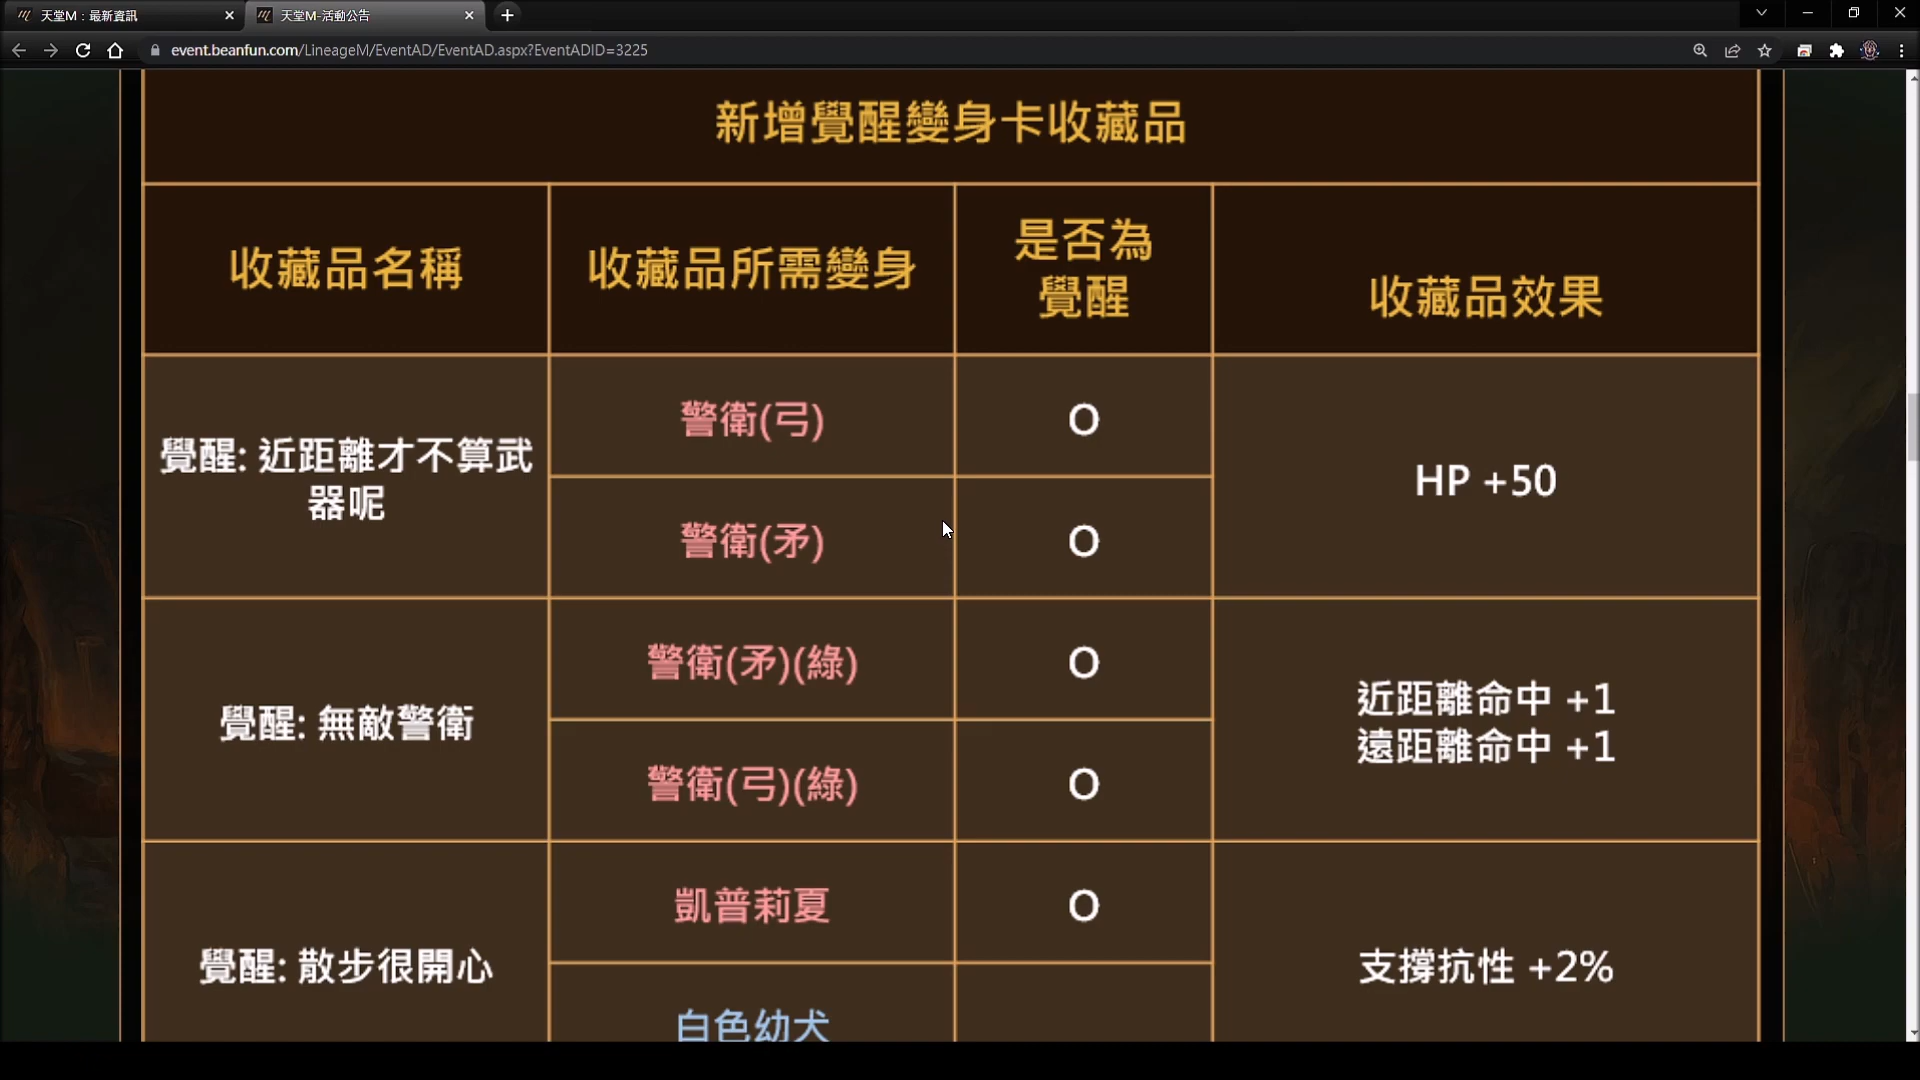 天堂M：最新資訊
天堂M-活動公告
event.beanfun.com/LineageM/EventAD/EventAD.aspx?EventADID=3225
新增覺醒變身卡收藏品
收藏品名稱
收藏品所需變身
是否為
覺醒
收藏品效果
覺醒: 近距離才不算武
器呢
警衛(弓)
O
HP +50
警衛(矛)
O
覺醒: 無敵警衛
警衛(矛)(綠)
O
近距離命中 +1
遠距離命中 +1
警衛(弓)(綠)
O
覺醒: 散步很開心
凱普莉夏
O
支撐抗性 +2%
白色幼犬